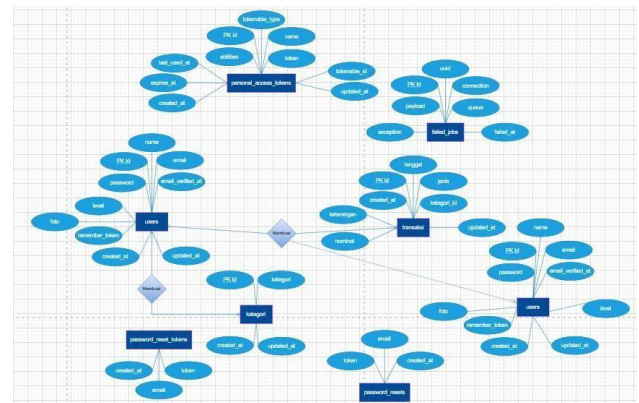 tokenable_type
PK id
name
abilities
token
last_used_at
tokenable_id
expires_at
updated_at
created_at
personal_access_tokens
uuid
PK Id
connection
payload
queue
exception
failed_jobs
failed_at
name
PK Id
email
password
email_verified_at
level
foto
users
remember_token
created_at
updated_at
Membuat
tanggal
PK Id
jenis
created_at
kategori_id
keterangan
transaksi
updated_at
nominal
Membuat
PK Id
kategori
kategori
created_at
updated_at
name
PK Id
email
password
email_verified_at
foto
users
level
remember_token
created_at
updated_at
password_reset_tokens
created_at
token
email
email
token
created_at
password_resets